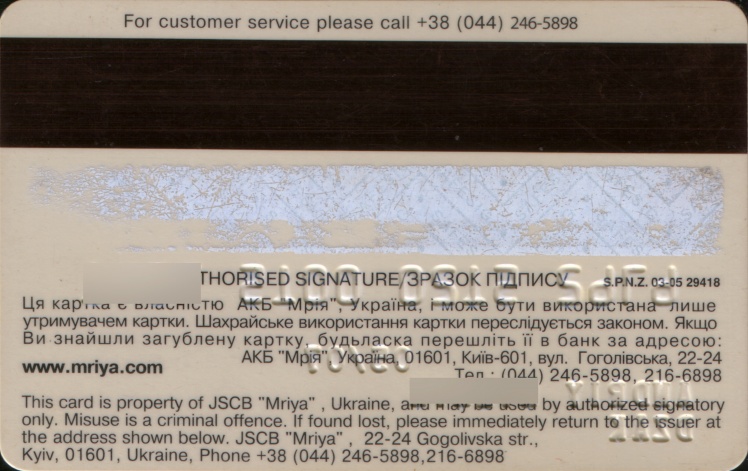 For customer service please call +38 (044) 246-5898
THORISED SIGNATURE/ЗРАЗОК ПІДПИСУ S.P.N.Z. 03-05 29418
Ця картка є власністю АКБ "Мрія", Україна, і може бути використана лише
утримувачем картки. Шахрайське використання картки переслідується законом. Якщо
Ви знайшли загублену картку, будьласка перешліть її в банк за адресою:
АКБ "Мрія",Україна, 01601, Київ-601, вул. Гоголівська, 22-24
www.mriya.com
Тел.: (044) 246-5898, 216-6898
This card is property of JSCB "Mriya" , Ukraine, and may be used by authorized signatory
only. Misuse is a criminal offence. If found lost, please immediately return to the issuer at
the address shown below. JSCB "Mriya" , 22-24 Gogolivska str.,
Kyiv, 01601, Ukraine, Phone +38 (044) 246-5898,216-6898